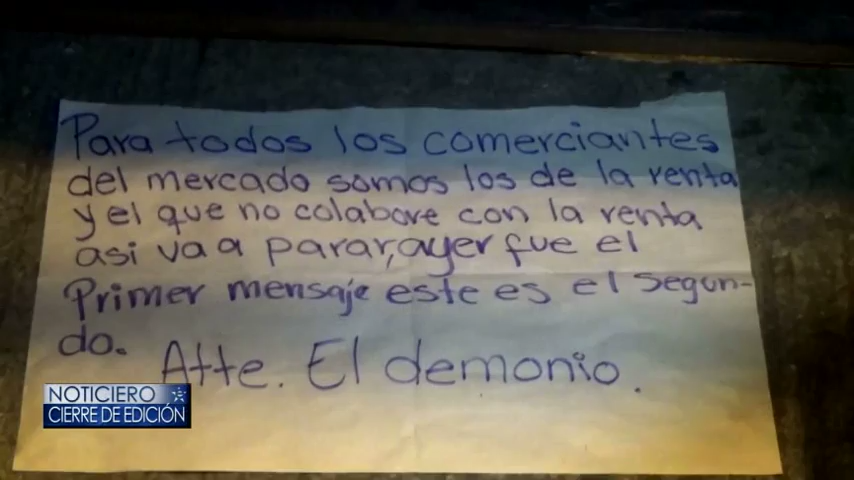 Para todos los comerciantes
del mercado somos los de la renta
y el que no colabore con la renta
asi va a parar, ayer fue el
Primer mensaje este es el segun-
do.
Atte. El demonio.
NOTICIERO
CIERRE DE EDICIÓN